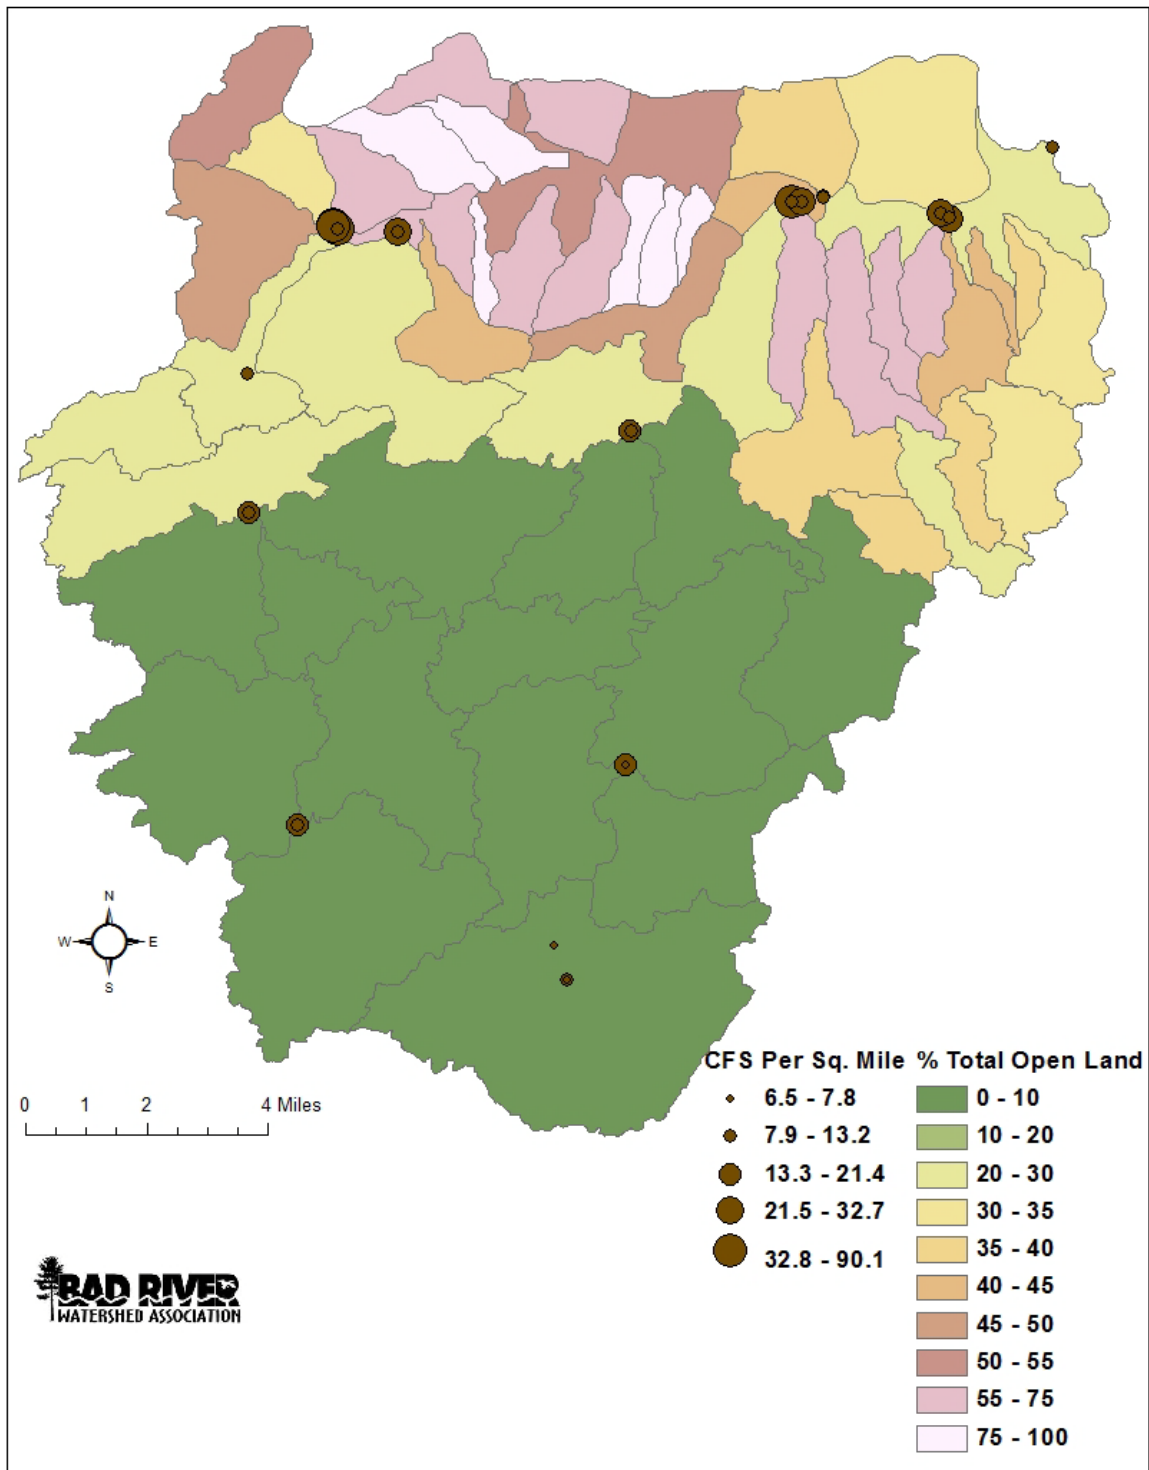 N
W E
S
0 1 2 4 Miles
CFS Per Sq. Mile
6.5 - 7.8
7.9 - 13.2
13.3 - 21.4
21.5 - 32.7
32.8 - 90.1
% Total Open Land
0 - 10
10 - 20
20 - 30
30 - 35
35 - 40
40 - 45
45 - 50
50 - 55
55 - 75
75 - 100
BAD RIVER
WATERSHED ASSOCIATION